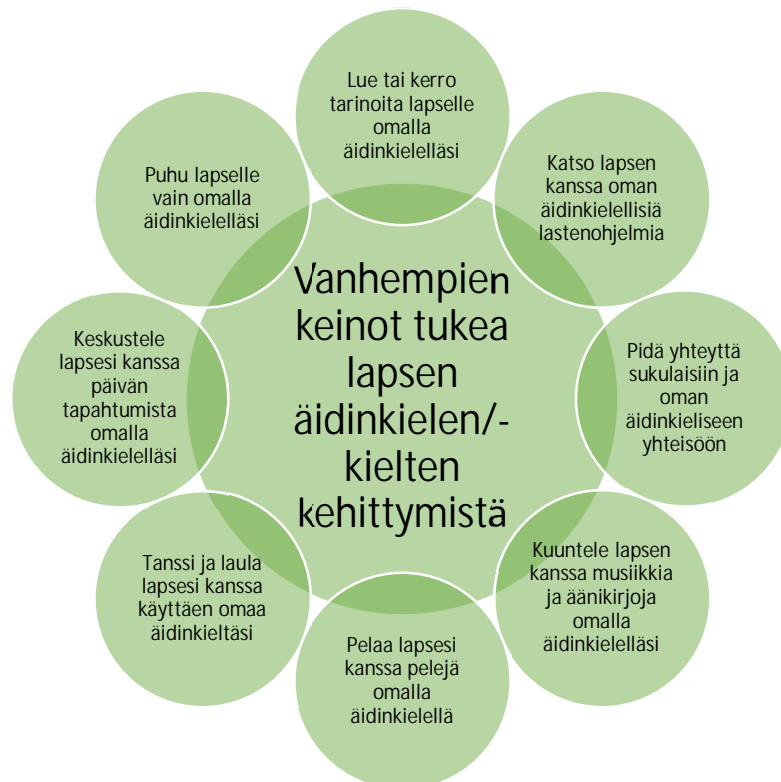 Lue tai kerro
tarinoita lapselle
omalla
äidinkielelläsi
Katso lapsen
kanssa oman
äidinkielellisiä
lastenohjelmia
Pidä yhteyttä
sukulaisiin ja
oman
äidinkieliseen
yhteisöön
Kuuntele lapsen
kanssa musiikkia
ja äänikirjoja
omalla
äidinkielelläsi
Pelaa lapsesi
kanssa pelejä
omalla
äidinkielellä
Tanssi ja laula
lapsesi kanssa
käyttäen omaa
äidinkieltäsi
Keskustele
lapsesi kanssa
päivän
tapahtumista
omalla
äidinkielelläsi
Puhu lapselle
vain omalla
äidinkielelläsi
Vanhempien
keinot tukea
lapsen
äidinkielen/-
kielten
kehittymistä